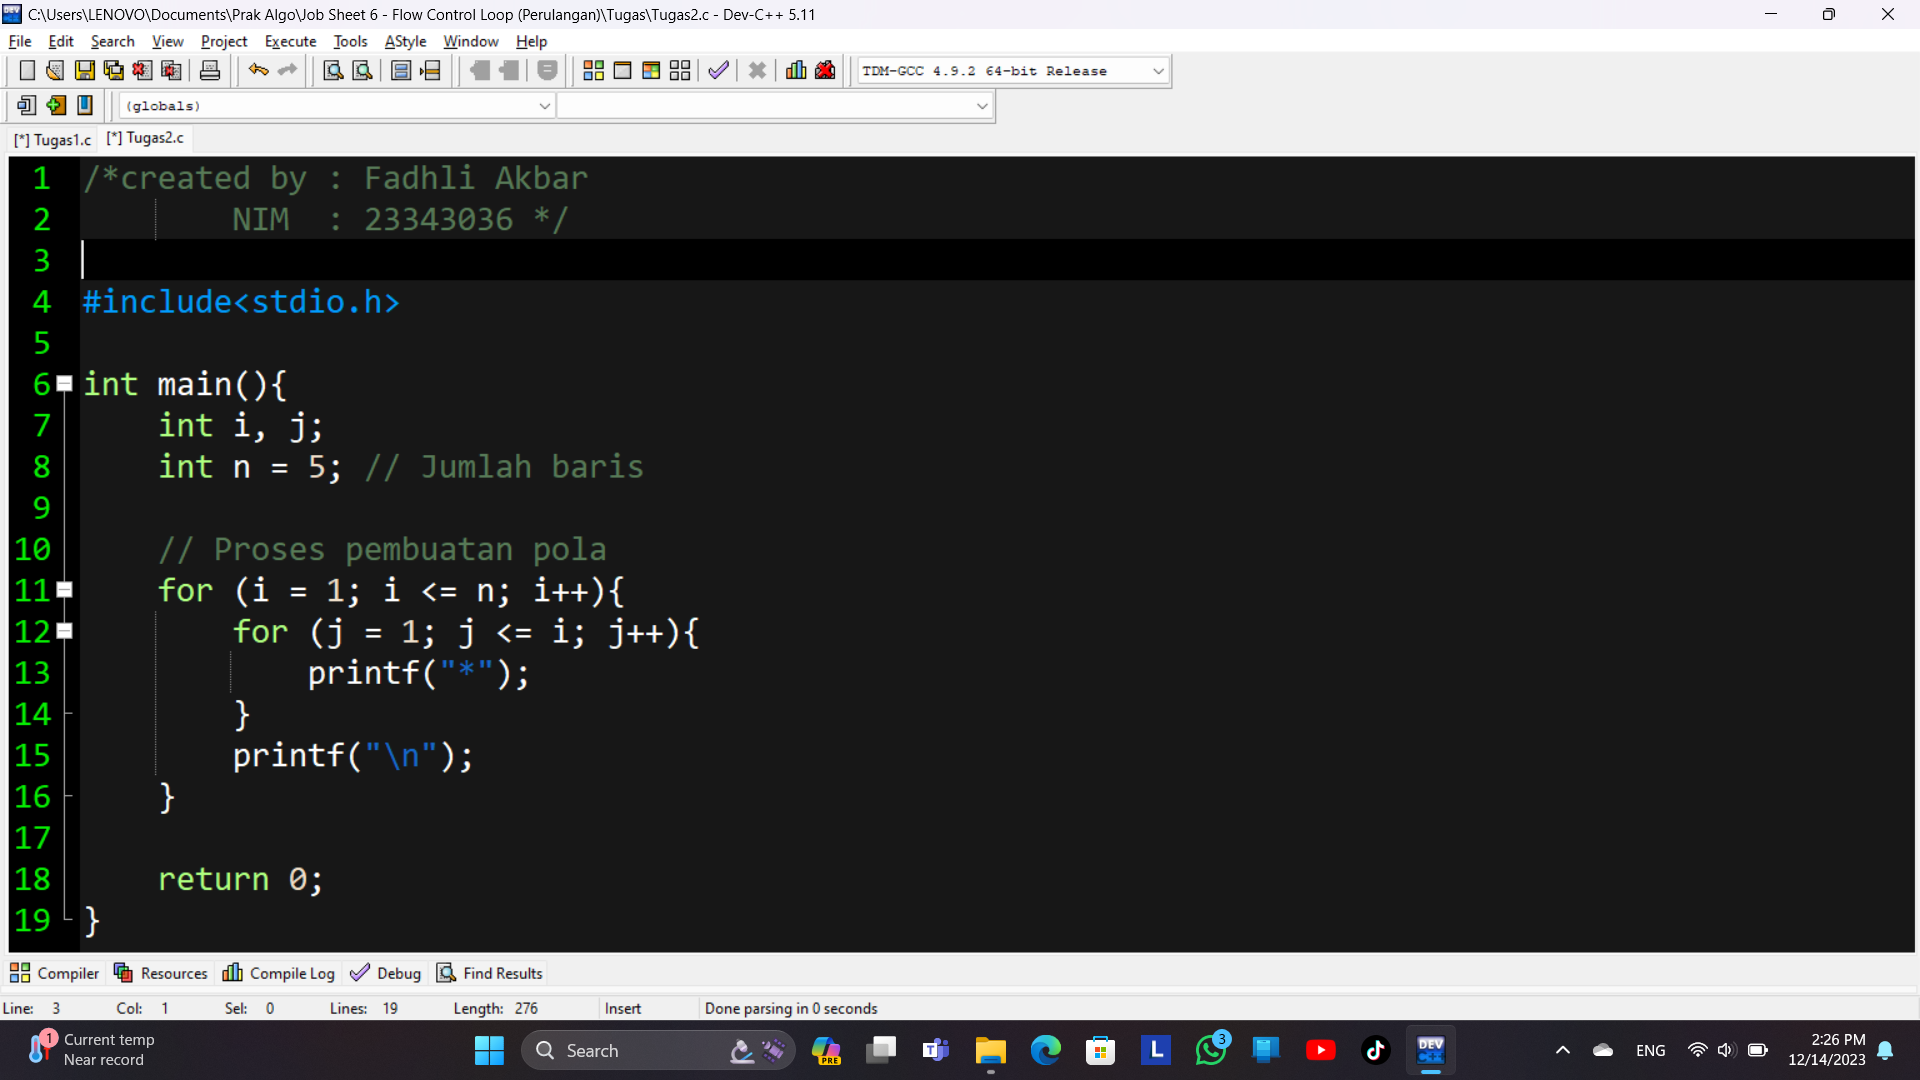 C:\Users\LENOVO\Documents\Prak Algo\Job Sheet 6 - Flow Control Loop (Perulangan)\Tugas\Tugas2.c - Dev-C++ 5.11
File Edit Search View Project Execute Tools AStyle Window Help
TDM-GCC 4.9.2 64-bit Release
(globals)
[*] Tugas1.c [*] Tugas2.c
1 /*created by : Fadhli Akbar
2 NIM : 23343036 */
3
4 #include<stdio.h>
5
6 int main(){
7 int i, j;
8 int n = 5; // Jumlah baris
9
10 // Proses pembuatan pola
11 for (i = 1; i <= n; i++){
12 for (j = 1; j <= i; j++){
13 printf("*");
14 }
15 printf("\n");
16 }
17
18 return 0;
19 }
Compiler Resources Compile Log Debug Find Results
Line: 3 Col: 1 Sel: 0 Lines: 19 Length: 276 Insert Done parsing in 0 seconds
1 Current temp
Near record
Search
PRE
T
L
3
DEV
C++
ENG
2:26 PM
12/14/2023